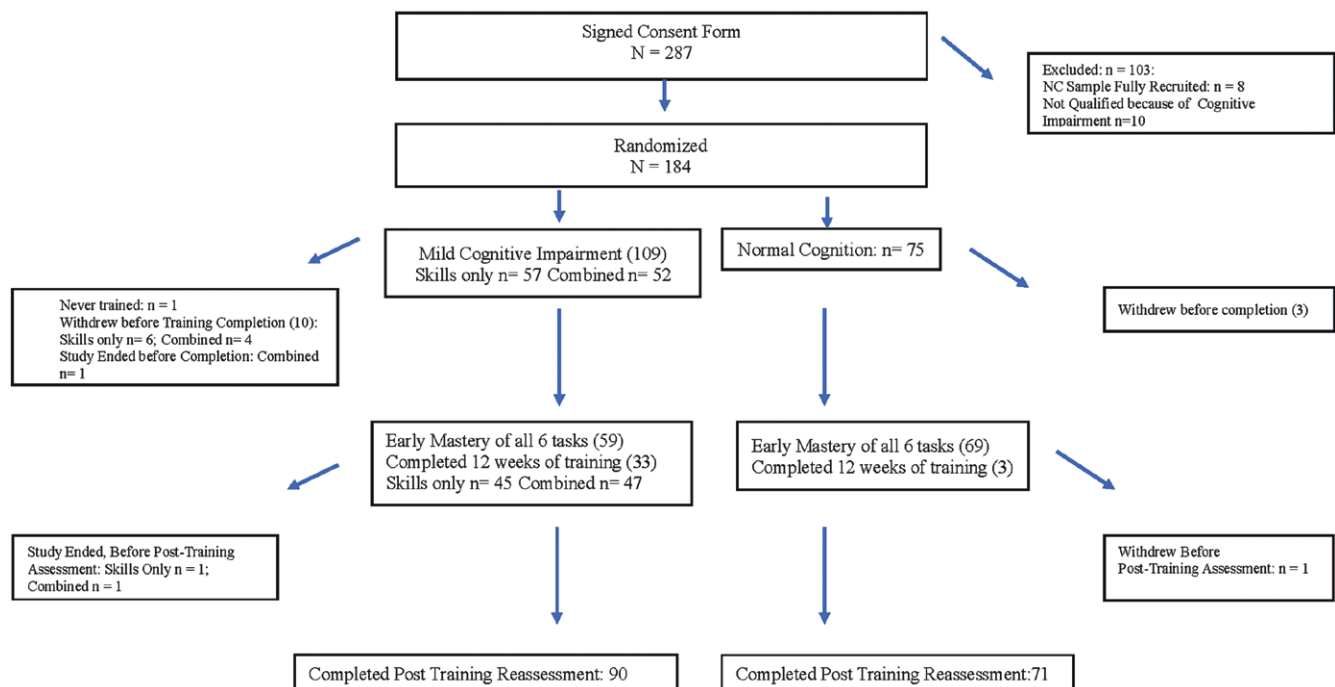 Signed Consent Form
N = 287
Excluded: n = 103:
NC Sample Fully Recruited: n = 8
Not Qualified because of Cognitive
Impairment n=10
Randomized
N = 184
Mild Cognitive Impairment (109)
Skills only n= 57 Combined n= 52
Normal Cognition: n= 75
Never trained: n = 1
Withdrew before Training Completion (10):
Skills only n= 6; Combined n= 4
Study Ended before Completion: Combined
n= 1
Withdrew before completion (3)
Early Mastery of all 6 tasks (59)
Completed 12 weeks of training (33)
Skills only n= 45 Combined n= 47
Early Mastery of all 6 tasks (69)
Completed 12 weeks of training (3)
Study Ended, Before Post-Training
Assessment: Skills Only n = 1;
Combined n = 1
Withdrew Before
Post-Training Assessment: n = 1
Completed Post Training Reassessment: 90
Completed Post Training Reassessment:71